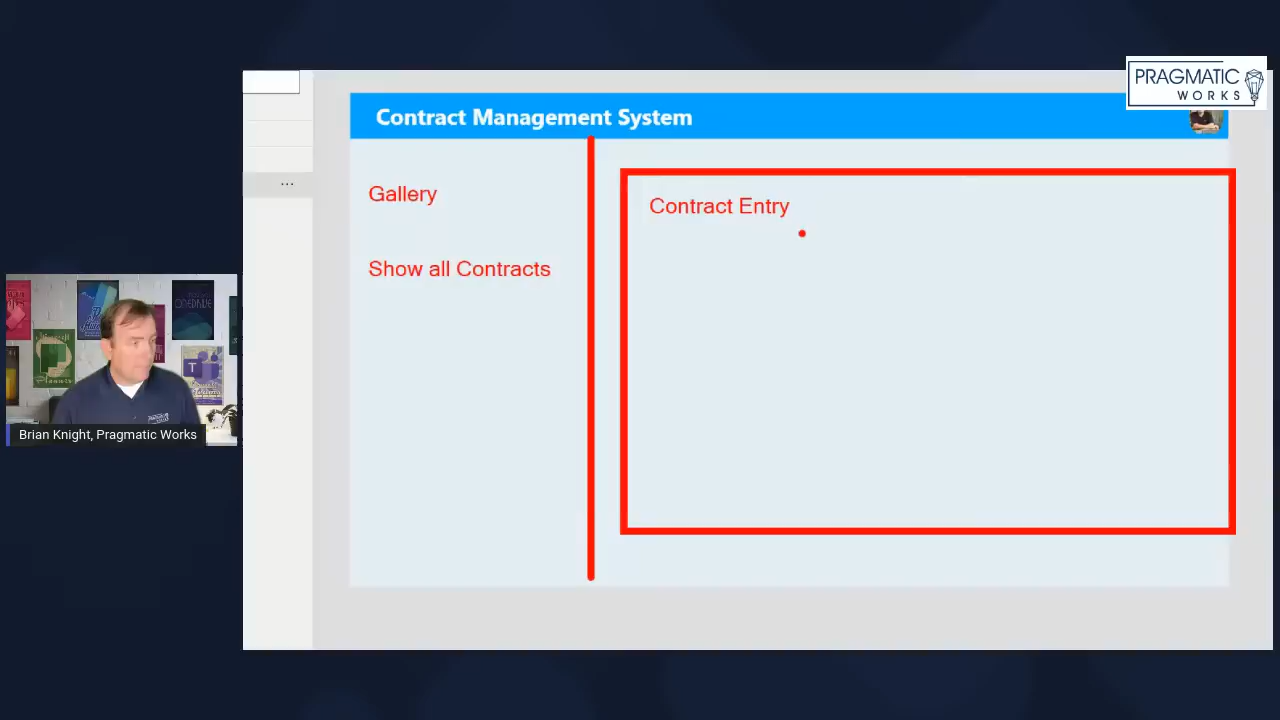 PRAGMATIC
WORKS
Contract Management System
Gallery
Contract Entry
Show all Contracts
...
T
Brian Knight, Pragmatic Works